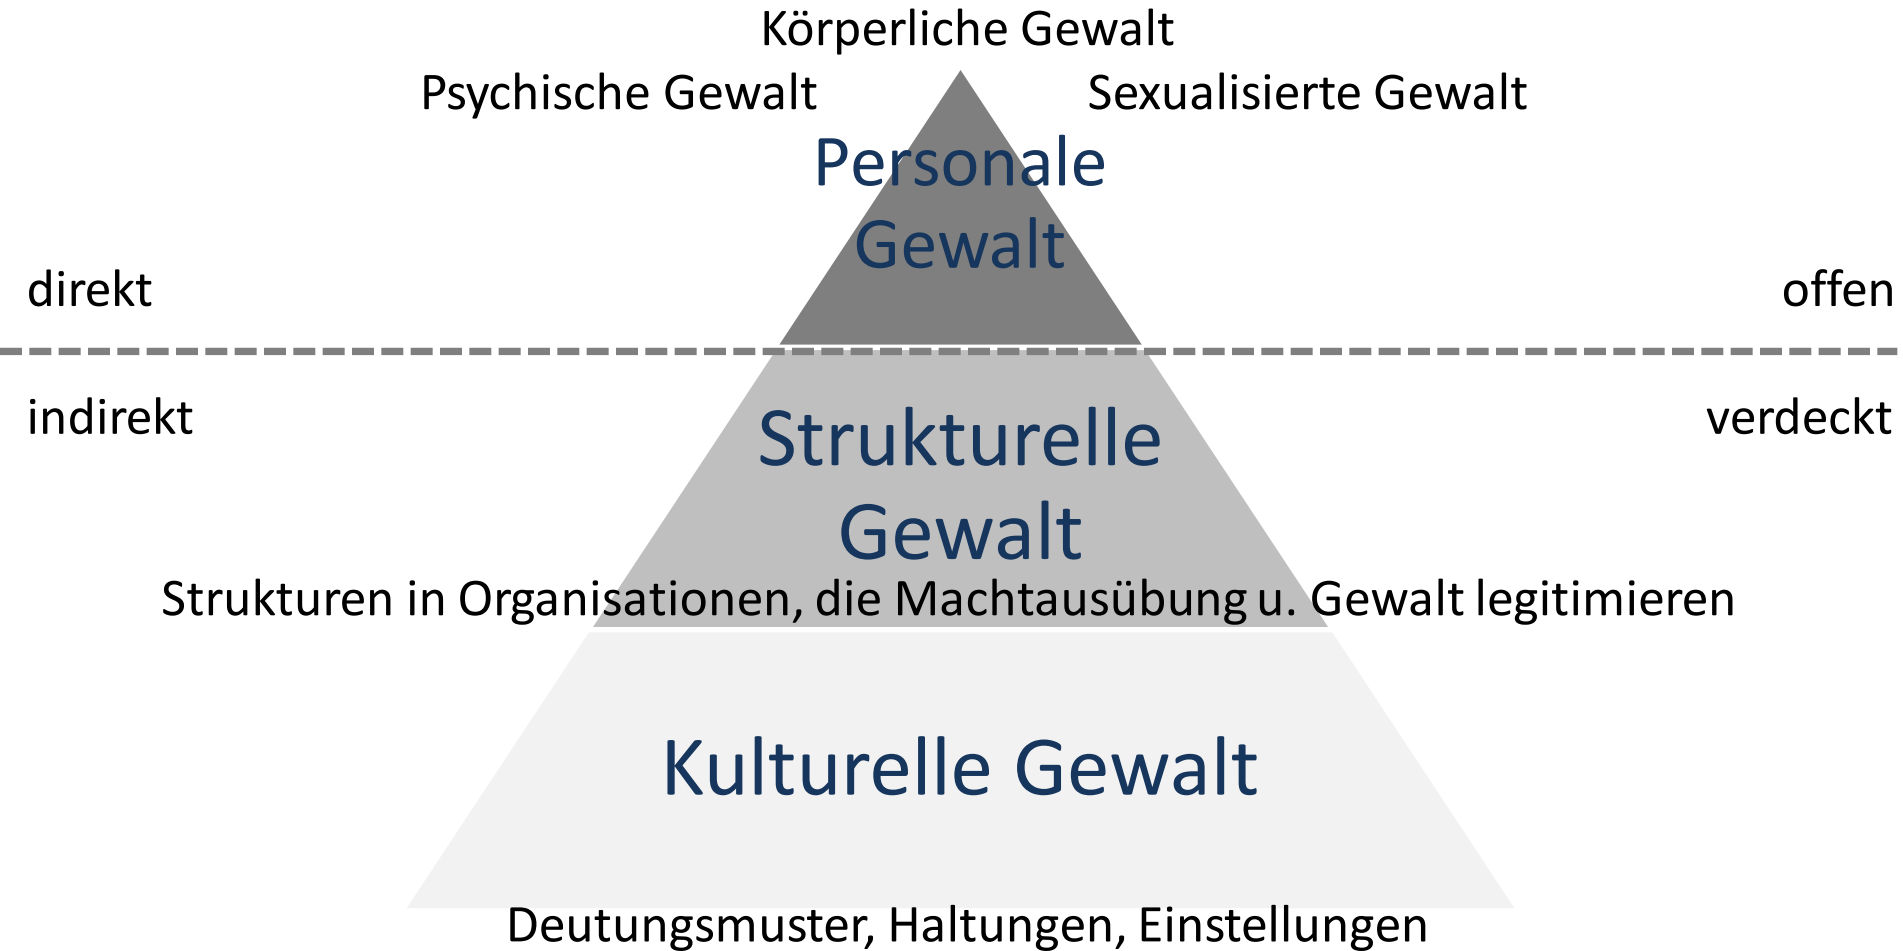 Körperliche Gewalt
Psychische Gewalt
Sexualisierte Gewalt
Personale
Gewalt
direkt
offen
indirekt
verdeckt
Strukturelle
Gewalt
Strukturen in Organisationen, die Machtausübung u. Gewalt legitimieren
Kulturelle Gewalt
Deutungsmuster, Haltungen, Einstellungen